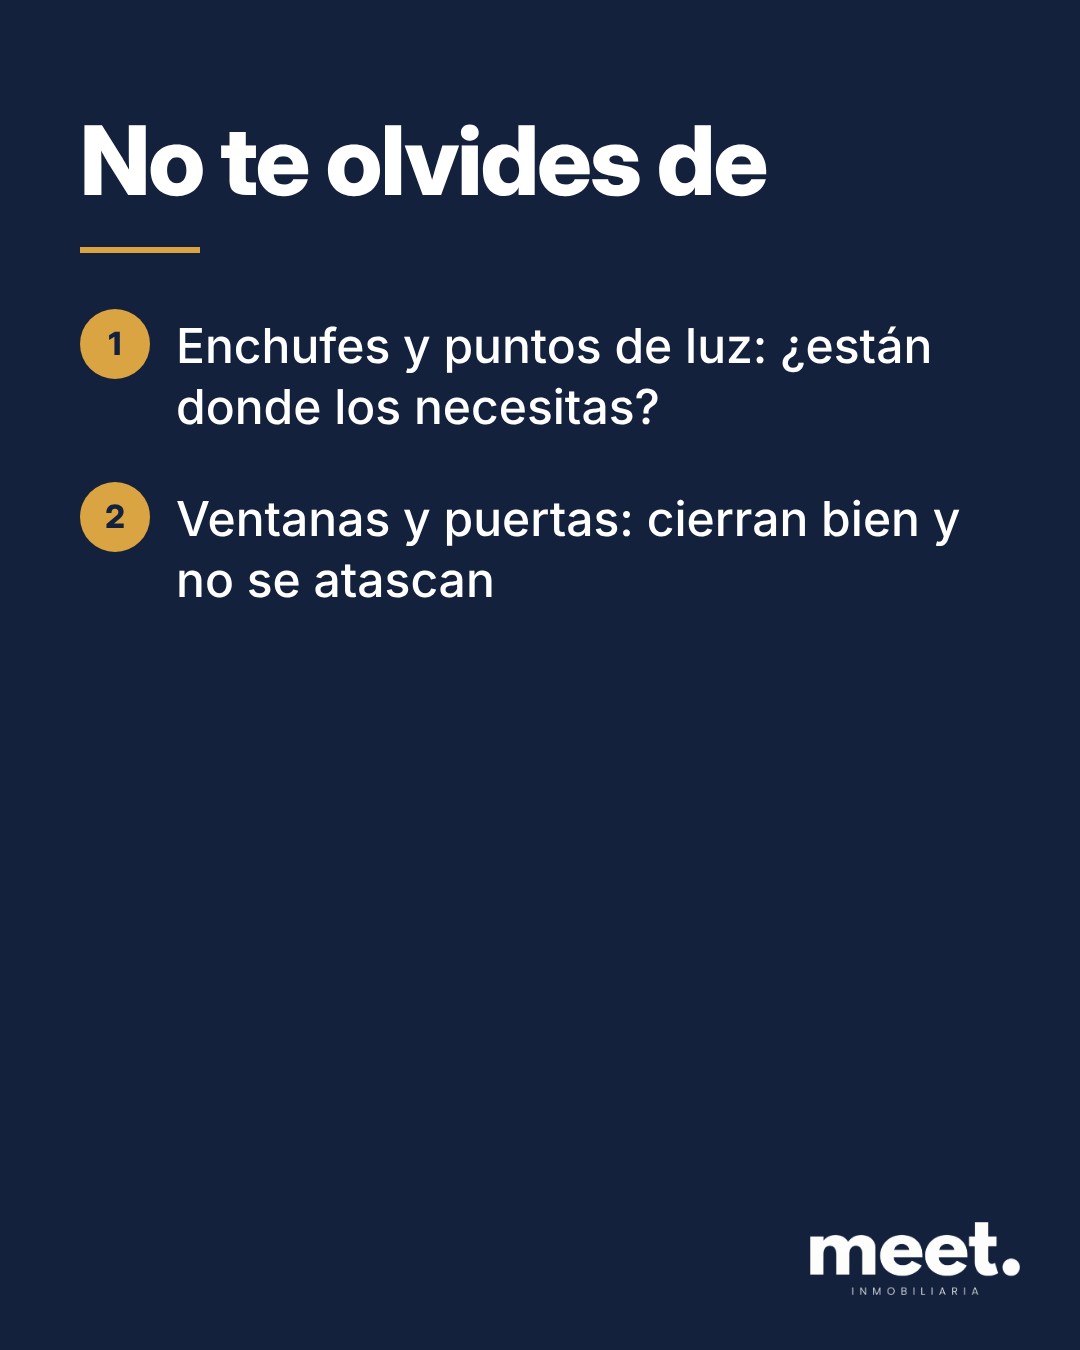 No te olvides de
1 Enchufes y puntos de luz: ¿están
donde los necesitas?
2 Ventanas y puertas: cierran bien y
no se atascan
meet.
INMOBILIARIA